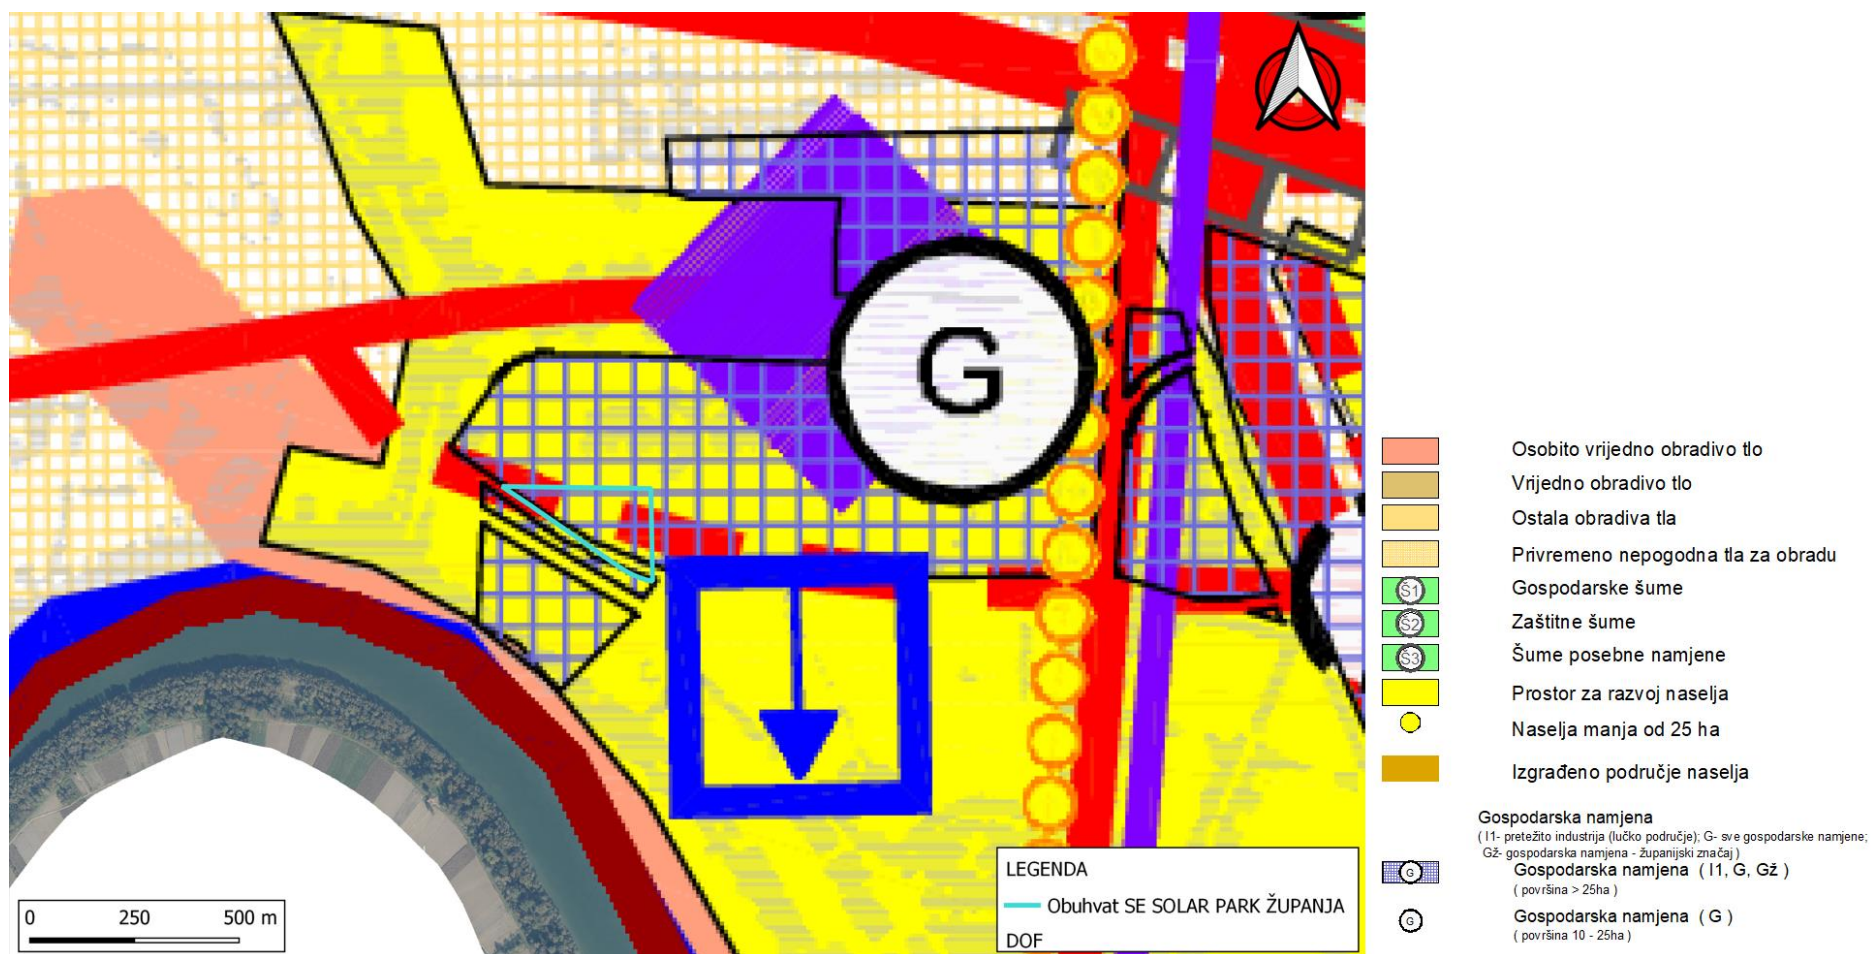 G
0 250 500 m
LEGENDA
Obuhvat SE SOLAR PARK ŽUPANJA
DOF
Osobito vrijedno obradivo tlo
Vrijedno obradivo tlo
Ostala obradiva tla
Privremeno nepogodna tla za obradu
Š1 Gospodarske šume
Š2 Zaštitne šume
Š3 Šume posebne namjene
Prostor za razvoj naselja
Naselja manja od 25 ha
Izgrađeno područje naselja
Gospodarska namjena
( I1- pretežito industrija (lučko područje); G- sve gospodarske namjene;
Gž- gospodarska namjena - županijski značaj )
G Gospodarska namjena ( I1, G, Gž )
( površina > 25ha )
G Gospodarska namjena ( G )
( površina 10 - 25ha )